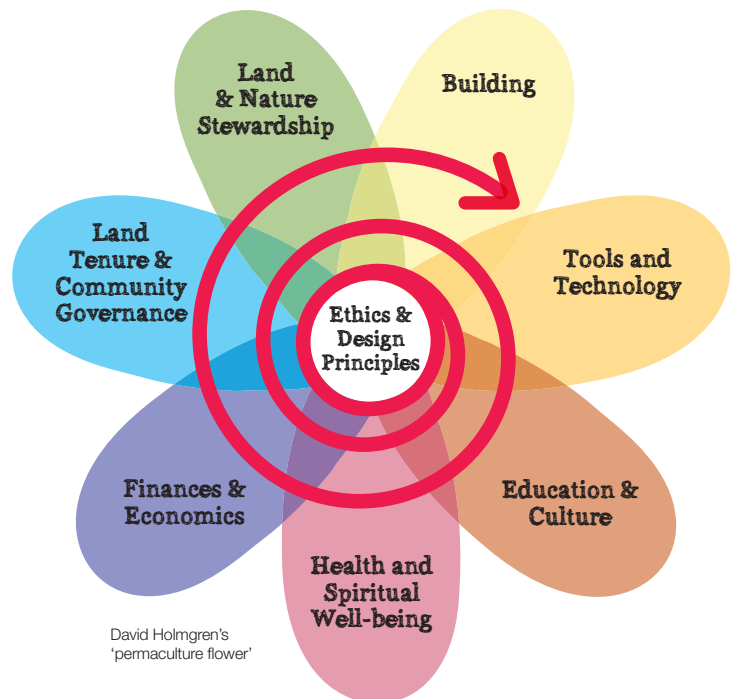 Land
& Nature
Stewardship
Building
Tools and
Technology
Education &
Culture
Health and
Spiritual
Well-being
Finances &
Economics
Land
Tenure &
Community
Governance
Ethics &
Design
Principles
David Holmgren's
'permaculture flower'